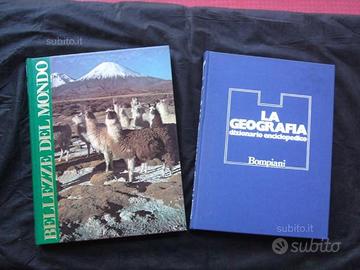 subito.it
BELLEZZE DEL MONDO
LA
GEOGRAFIA
dizionario enciclopedico
Bompiani
subito.it
subito